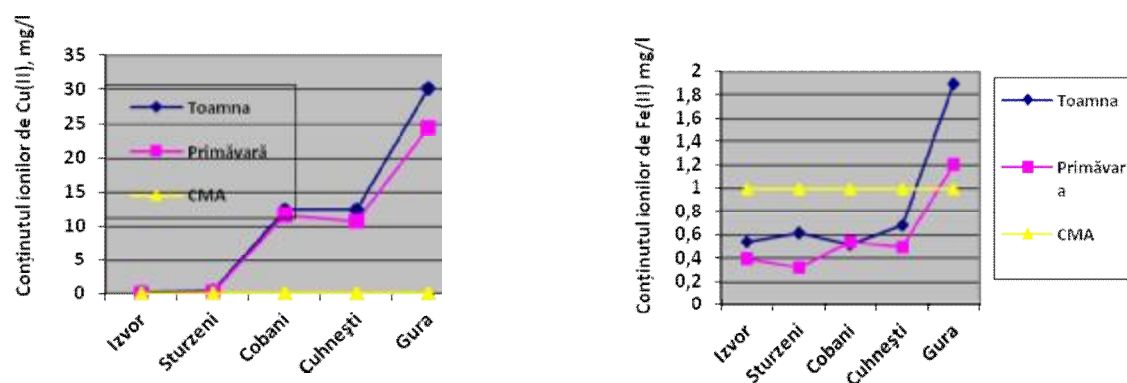 Conținutul ionilor de Cu(II), mg/l
35
30
25
20
15
10
5
0
Toamna
Primăvară
CMA
Izvor
Sturzeni
Cobani
Cuhnești
Gura
Conținutul ionilor de Fe(II) mg/l
2
1,8
1,6
1,4
1,2
1
0,8
0,6
0,4
0,2
0
Izvor
Sturzeni
Cobani
Cuhnești
Gura
Toamna
Primăvar
a
CMA